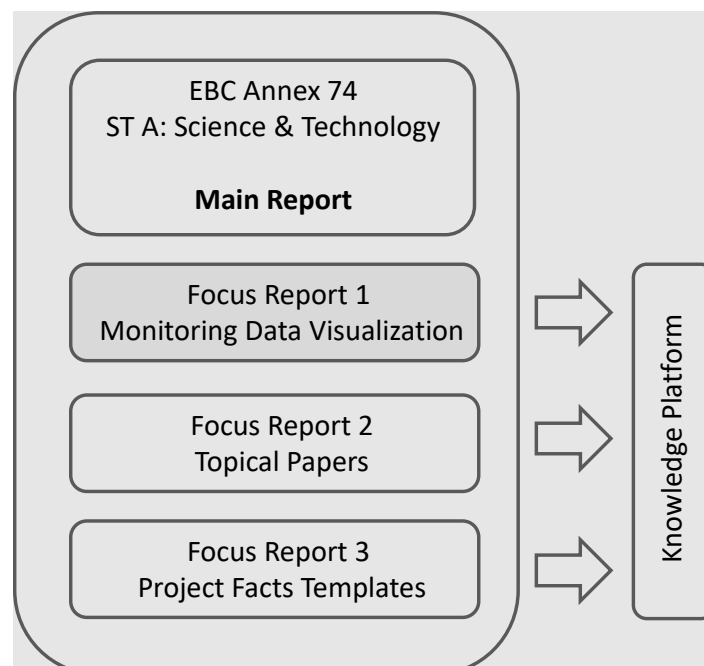 EBC Annex 74
ST A: Science & Technology
Main Report
Focus Report 1
Monitoring Data Visualization
Focus Report 2
Topical Papers
Focus Report 3
Project Facts Templates
Knowledge Platform